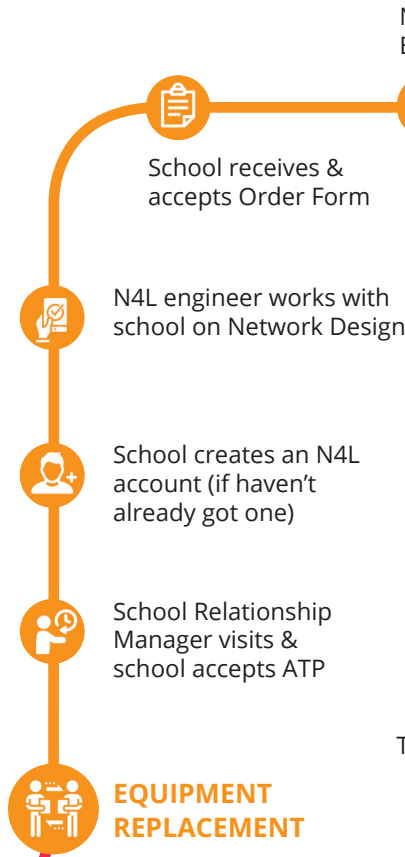 School receives &
accepts Order Form
N4L engineer works with
school on Network Design
School creates an N4L
account (if haven’t
already got one)
School Relationship
Manager visits &
school accepts ATP
EQUIPMENT
REPLACEMENT